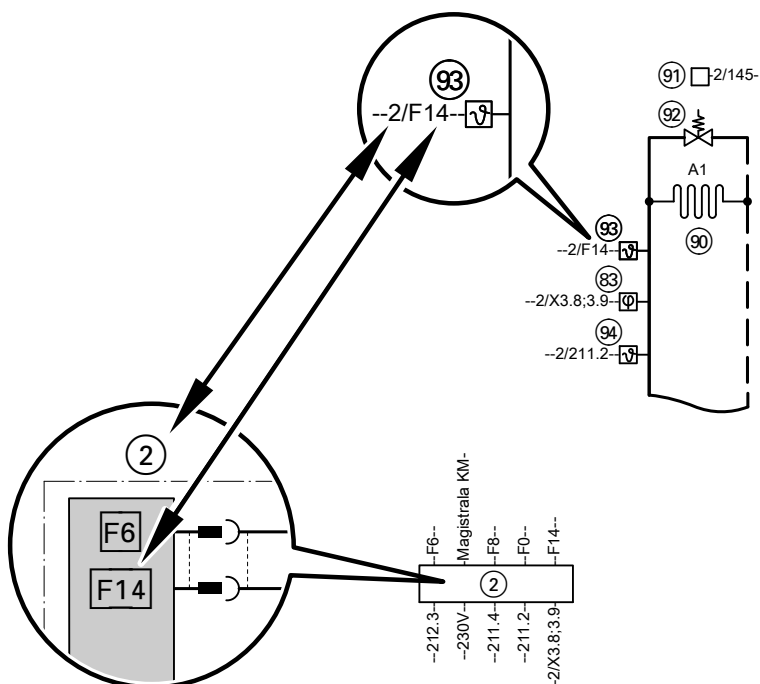 93
--2/F14--ϑ
91 -2/145-
92
A1
90
93
--2/F14--ϑ
83
--2/X3.8;3.9--φ
94
--2/211.2--ϑ
2
F6
F14
--F6--
-Magistrala KM-
--F8--
--F0--
--F14--
2
--212.3--
--230V--
--211.4--
--211.2--
-2/X3.8;3.9-